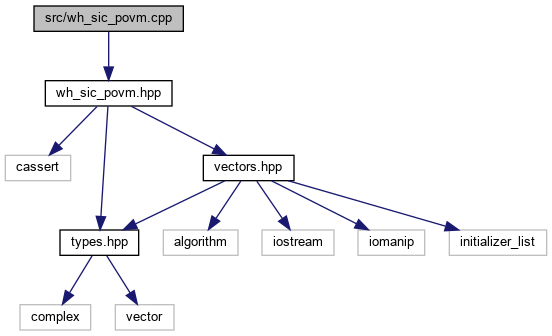 src/wh_sic_povm.cpp
wh_sic_povm.hpp
cassert
vectors.hpp
types.hpp
algorithm
iostream
iomanip
initializer_list
complex
vector